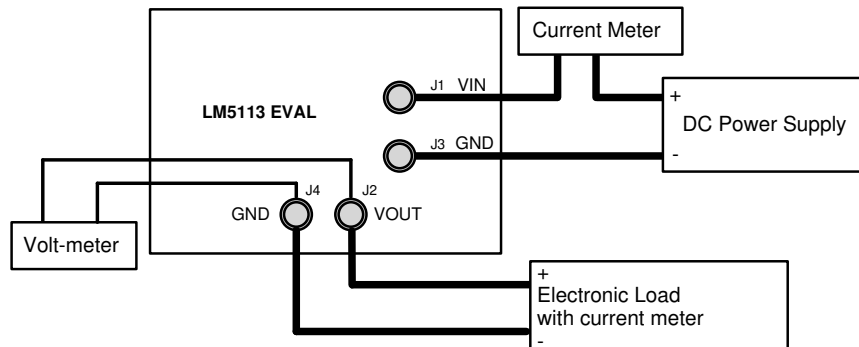 Current Meter
J1 VIN
+
LM5113 EVAL
DC Power Supply
J3 GND
-
J4
J2
GND
VOUT
Volt-meter
+
Electronic Load
with current meter
-